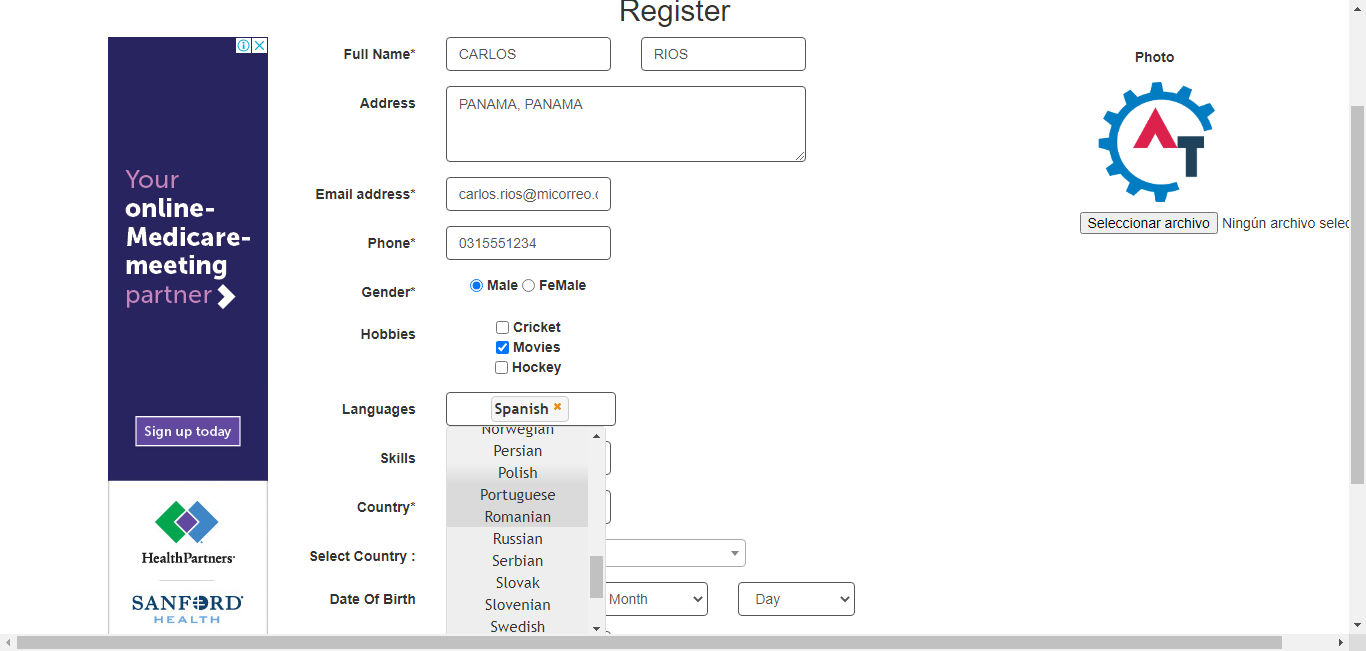 Register
Your
online-
Medicare-
meeting
partner
Sign up today
HealthPartners
SANFORD
HEALTH
Full Name* CARLOS RIOS
Address PANAMA, PANAMA
Email address* carlos.rios@micorreo.c
Phone* 0315551234
Gender* Male FeMale
Hobbies Cricket
Movies
Hockey
Languages Spanish
Norwegian
Persian
Skills
Polish
Portuguese
Country*
Romanian
Russian
Select Country :
Serbian
Slovak
Date Of Birth Month Day
Slovenian
Swedish
Photo
AT
Seleccionar archivo Ningún archivo selec